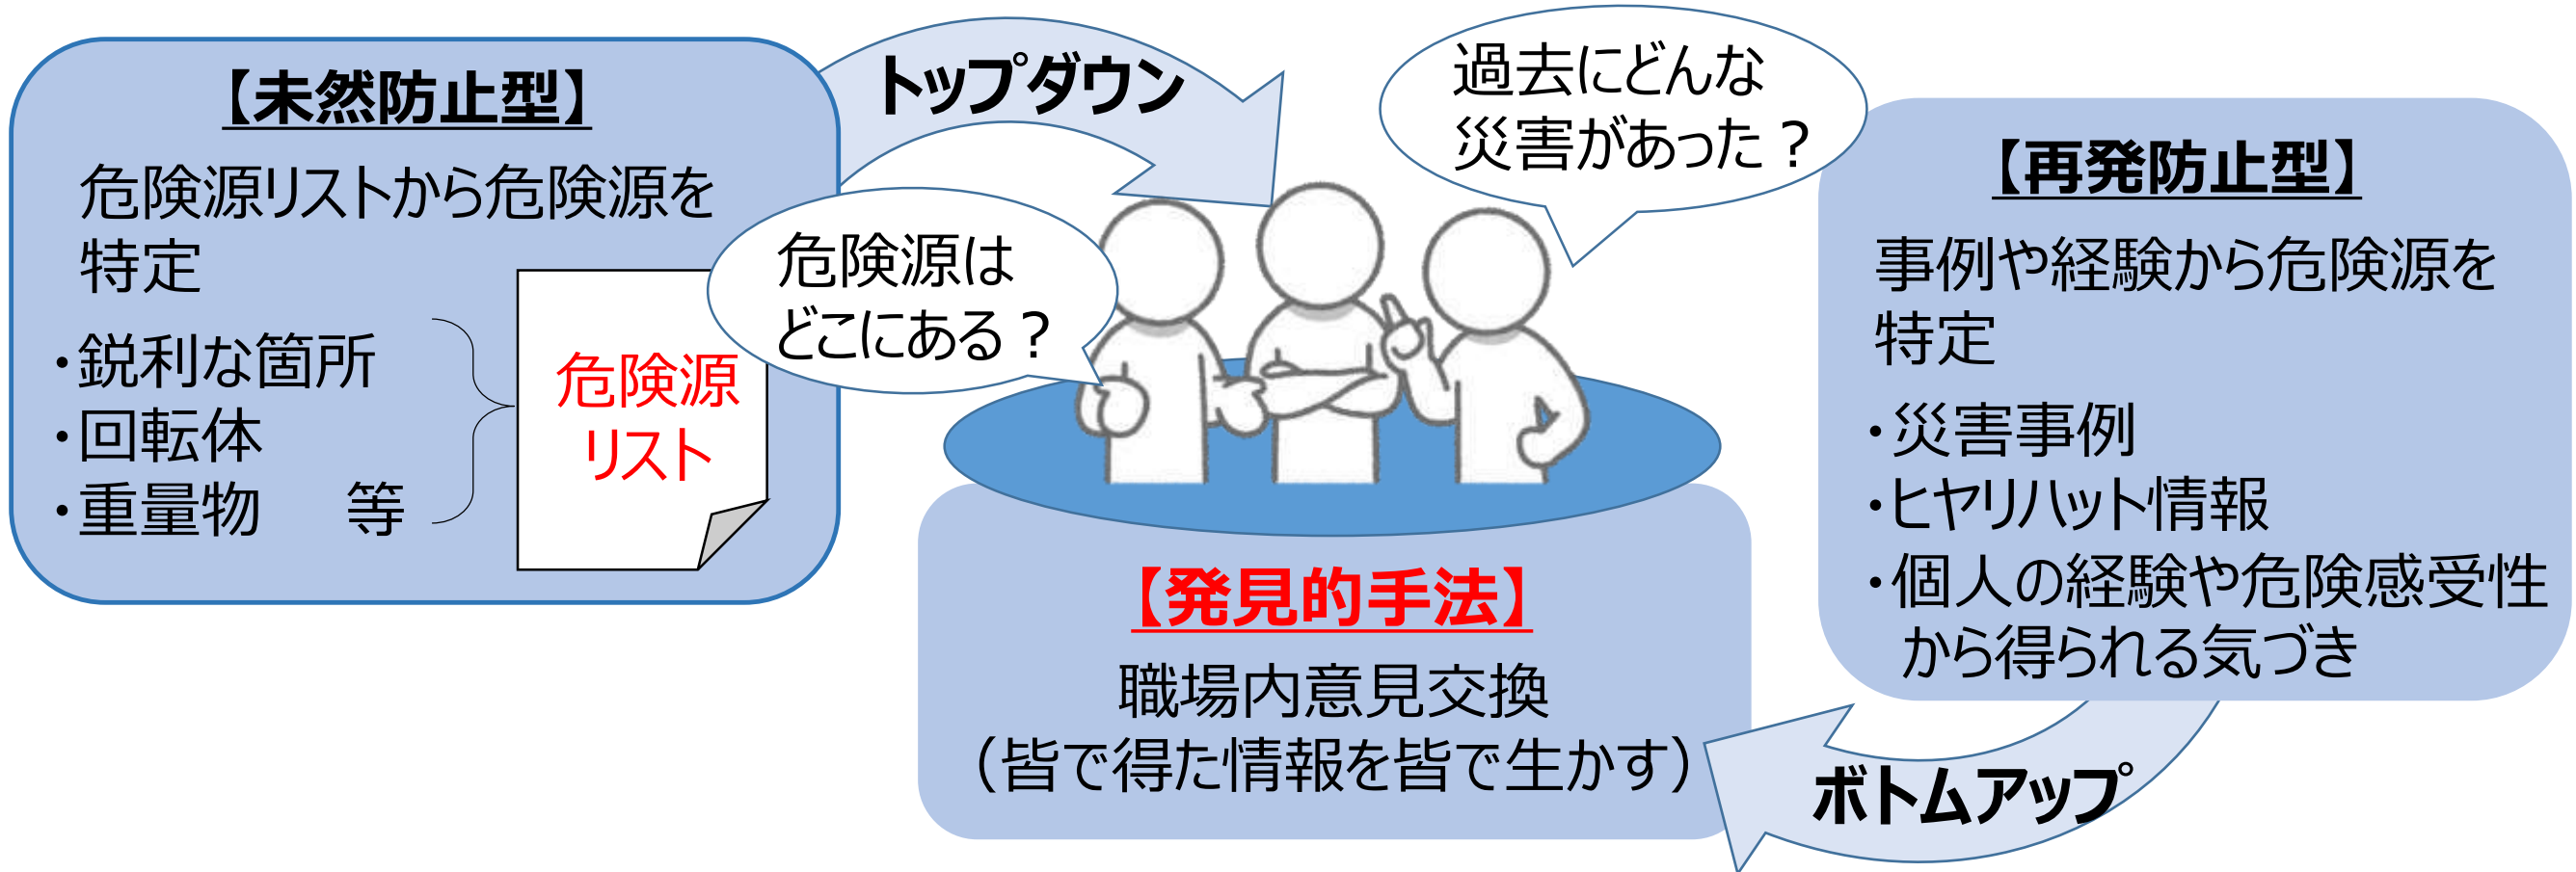 【未然防止型】
危険源リストから危険源を
特定
・鋭利な箇所
・回転体
・重量物　等
危険源
リスト
トップダウン
危険源は
どこにある？
過去にどんな
災害があった？
【発見的手法】
職場内意見交換
（皆で得た情報を皆で生かす）
【再発防止型】
事例や経験から危険源を
特定
・災害事例
・ヒヤリハット情報
・個人の経験や危険感受性
から得られる気づき
ボトムアップ